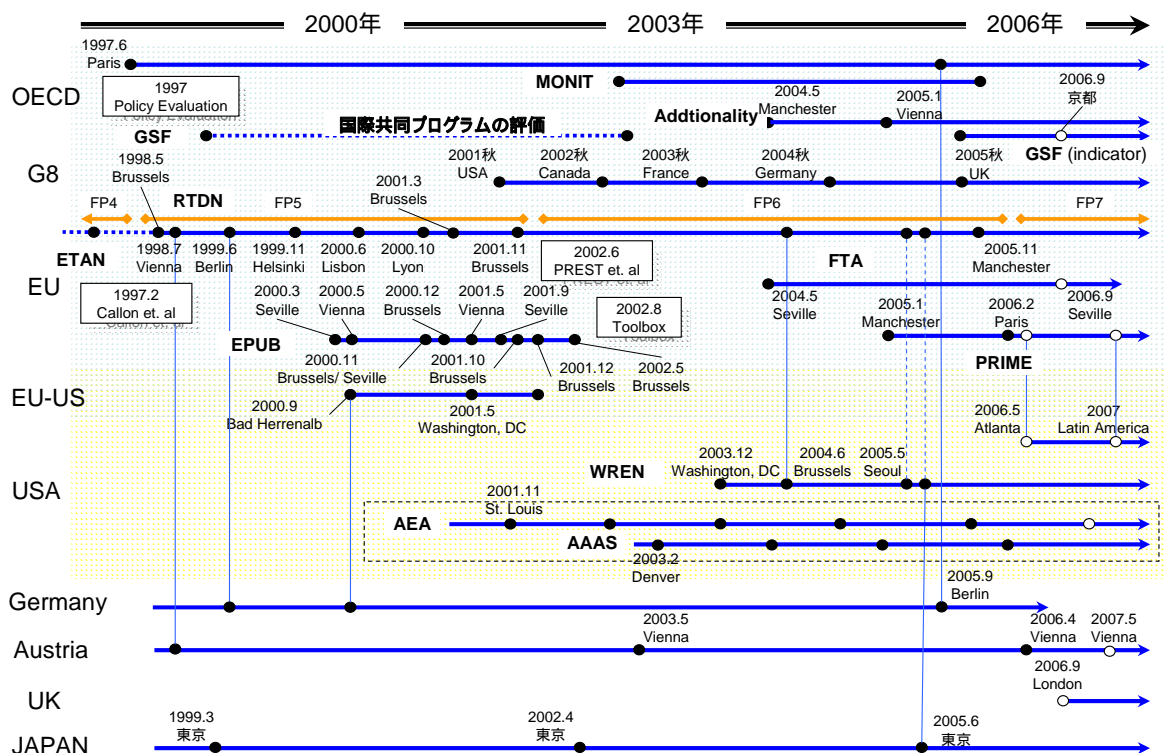 2000年
2003年
2006年
1997.6
Paris
OECD
1997
Policy Evaluation
MONIT
2004.5
Manchester
2005.1
Vienna
2006.9
京都
Addtionality
GSF
国際共同プログラムの評価
GSF (indicator)
G8
1998.5
Brussels
2001秋
USA
2002秋
Canada
2003秋
France
2004秋
Germany
2005秋
UK
2001.3
Brussels
FP4
RTDN
FP5
FP6
FP7
ETAN
1998.7
Vienna
1999.6
Berlin
1999.11
Helsinki
2000.6
Lisbon
2000.10
Lyon
2001.11
Brussels
2002.6
PREST et. al
FTA
2005.11
Manchester
EU
1997.2
Callon et. al
2000.3
Seville
2000.5
Vienna
2000.12
Brussels
2001.5
Vienna
2001.9
Seville
2002.8
Toolbox
2004.5
Seville
2005.1
Manchester
2006.2
Paris
2006.9
Seville
EPUB
2000.11
Brussels/ Seville
2001.10
Brussels
2001.12
Brussels
2002.5
Brussels
PRIME
EU-US
2000.9
Bad Herrenalb
2001.5
Washington, DC
2006.5
Atlanta
2007
Latin America
USA
WREN
2003.12
Washington, DC
2004.6
Brussels
2005.5
Seoul
2001.11
St. Louis
AEA
AAAS
2003.2
Denver
Germany
2005.9
Berlin
Austria
2003.5
Vienna
2006.4
Vienna
2007.5
Vienna
UK
2006.9
London
JAPAN
1999.3
東京
2002.4
東京
2005.6
東京